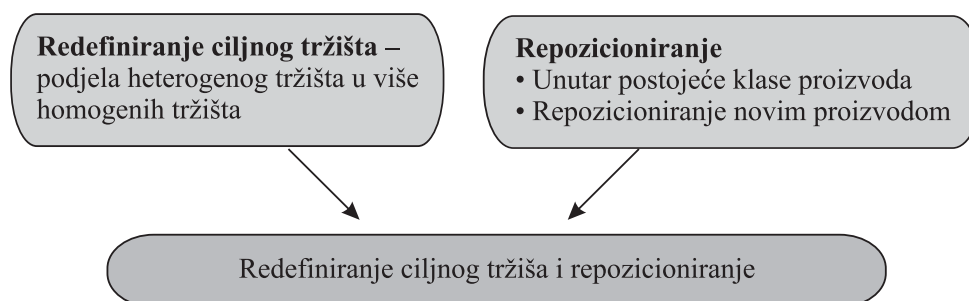 Redefiniranje ciljnog tržišta –
podjela heterogenog tržišta u više
homogenih tržišta
Repozicioniranje
• Unutar postojeće klase proizvoda
• Repozicioniranje novim proizvodom
Redefiniranje ciljnog tržiša i repozicioniranje